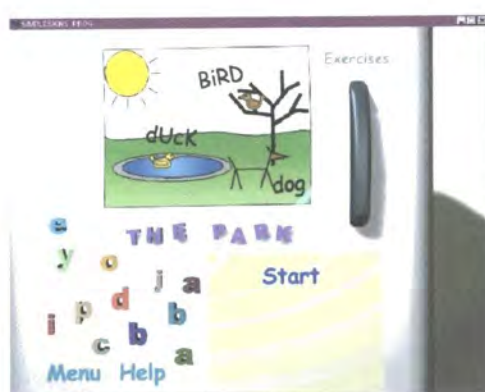 Exercises
BiRD
dUcK
dog
THE PARK
e
y o
j a
p d b
i b
c a
Start
Menu Help